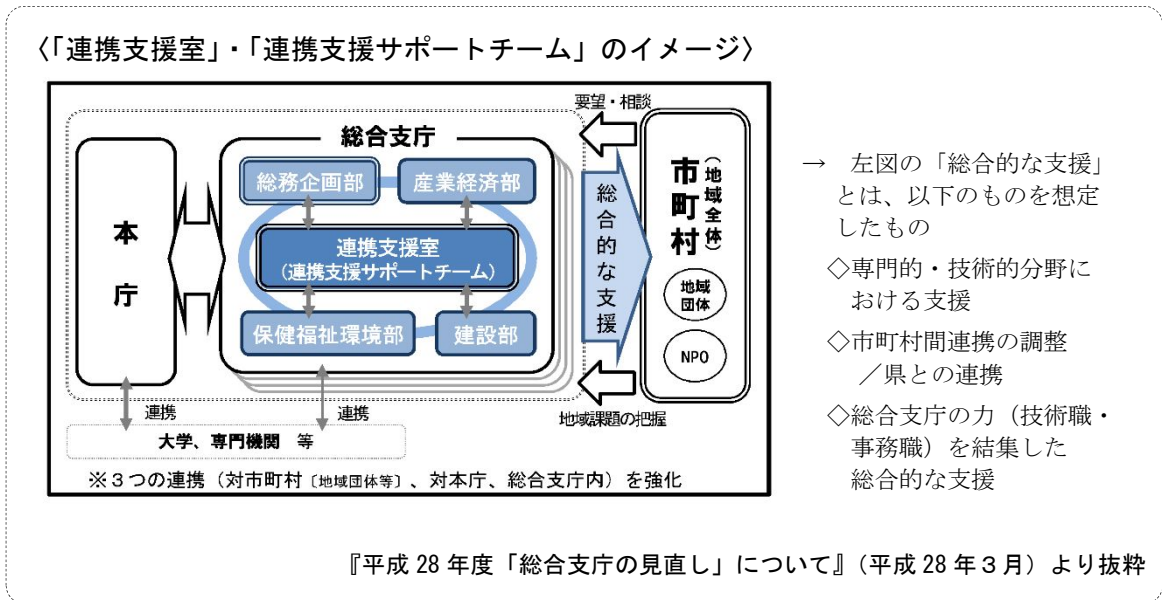 〈「連携支援室」・「連携支援サポートチーム」のイメージ〉
要望・相談
総合支庁
総務企画部
産業経済部
本庁
連携支援室
(連携支援サポートチーム)
保健福祉環境部
建設部
総合的な支援
市町村
(地域全体)
地域
団体
NPO
連携
連携
地域課題の把握
大学、専門機関 等
※３つの連携（対市町村〔地域団体等〕、対本庁、総合支庁内）を強化
→ 左図の「総合的な支援」
とは、以下のものを想定
したもの
◇専門的・技術的分野に
おける支援
◇市町村間連携の調整
／県との連携
◇総合支庁の力（技術職・
事務職）を結集した
総合的な支援
『平成 28 年度「総合支庁の見直し」について』（平成 28 年３月）より抜粋